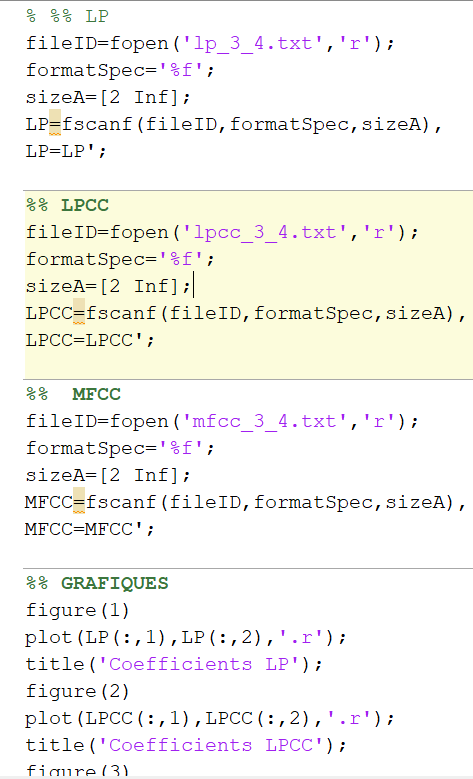 % %% LP
fileID=fopen('lp_3_4.txt','r');
formatSpec='%f';
sizeA=[2 Inf];
LP=fscanf(fileID,formatSpec,sizeA),
LP=LP';
%% LPCC
fileID=fopen('lpcc_3_4.txt','r');
formatSpec='%f';
sizeA=[2 Inf];
LPCC=fscanf(fileID,formatSpec,sizeA),
LPCC=LPCC';
%%  MFCC
fileID=fopen('mfcc_3_4.txt','r');
formatSpec='%f';
sizeA=[2 Inf];
MFCC=fscanf(fileID,formatSpec,sizeA),
MFCC=MFCC';
%% GRAFIQUES
figure(1)
plot(LP(:,1),LP(:,2),'.r');
title('Coefficients LP');
figure(2)
plot(LPCC(:,1),LPCC(:,2),'.r');
title('Coefficients LPCC');
figure(3)